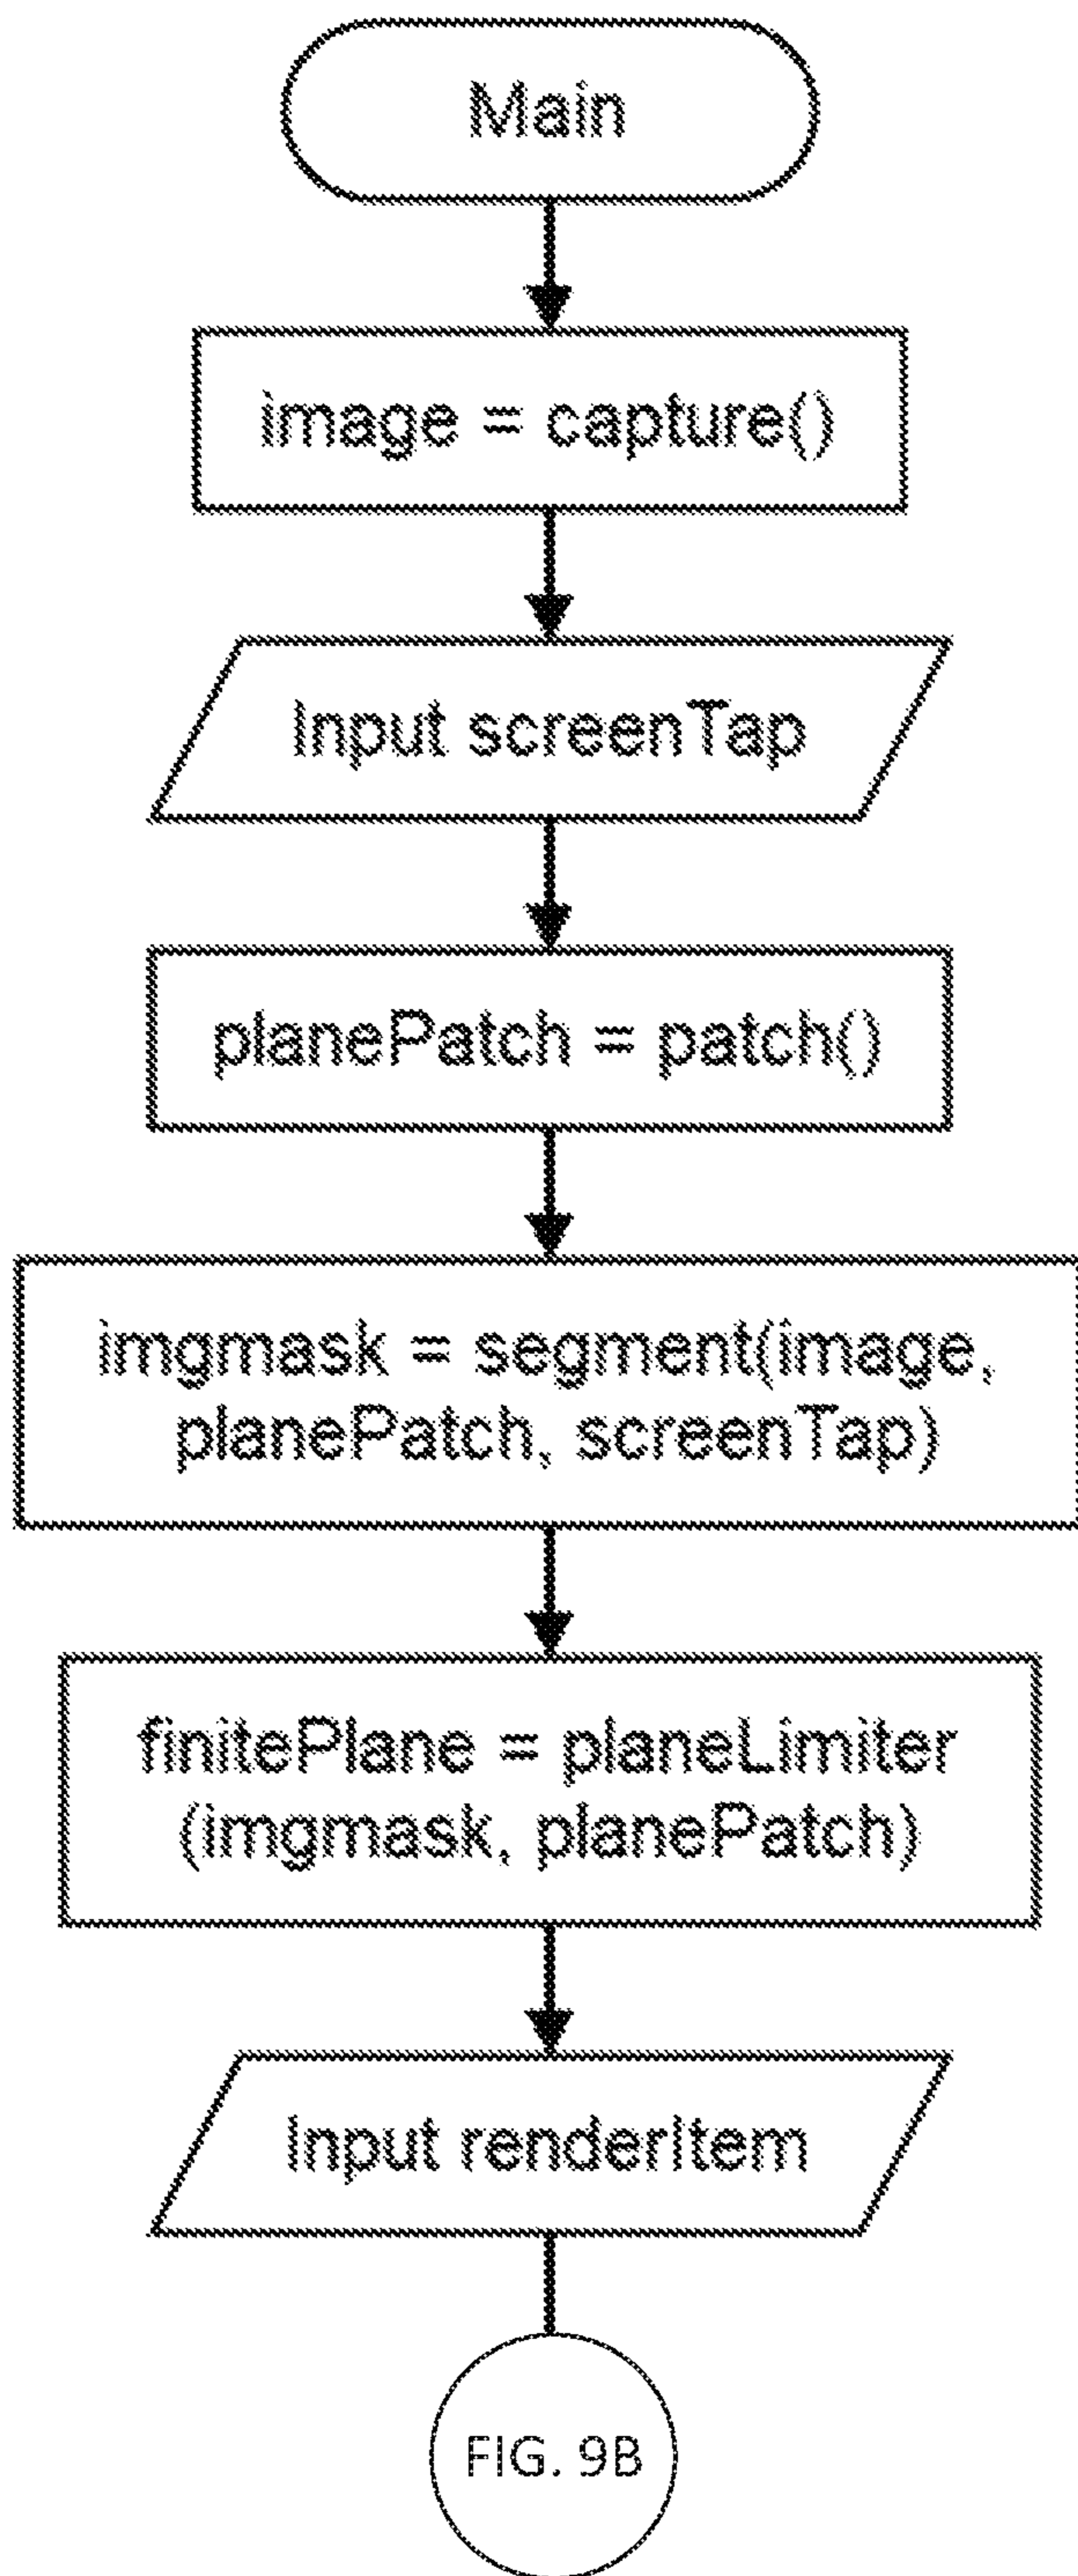 Main
image = capture()
Input screenTap
planePatch = patch()
imgmask = segment(image,
planePatch, screenTap)
finitePlane = planeLimiter
(imgmask, planePatch)
Input renderItem
FIG. 9B